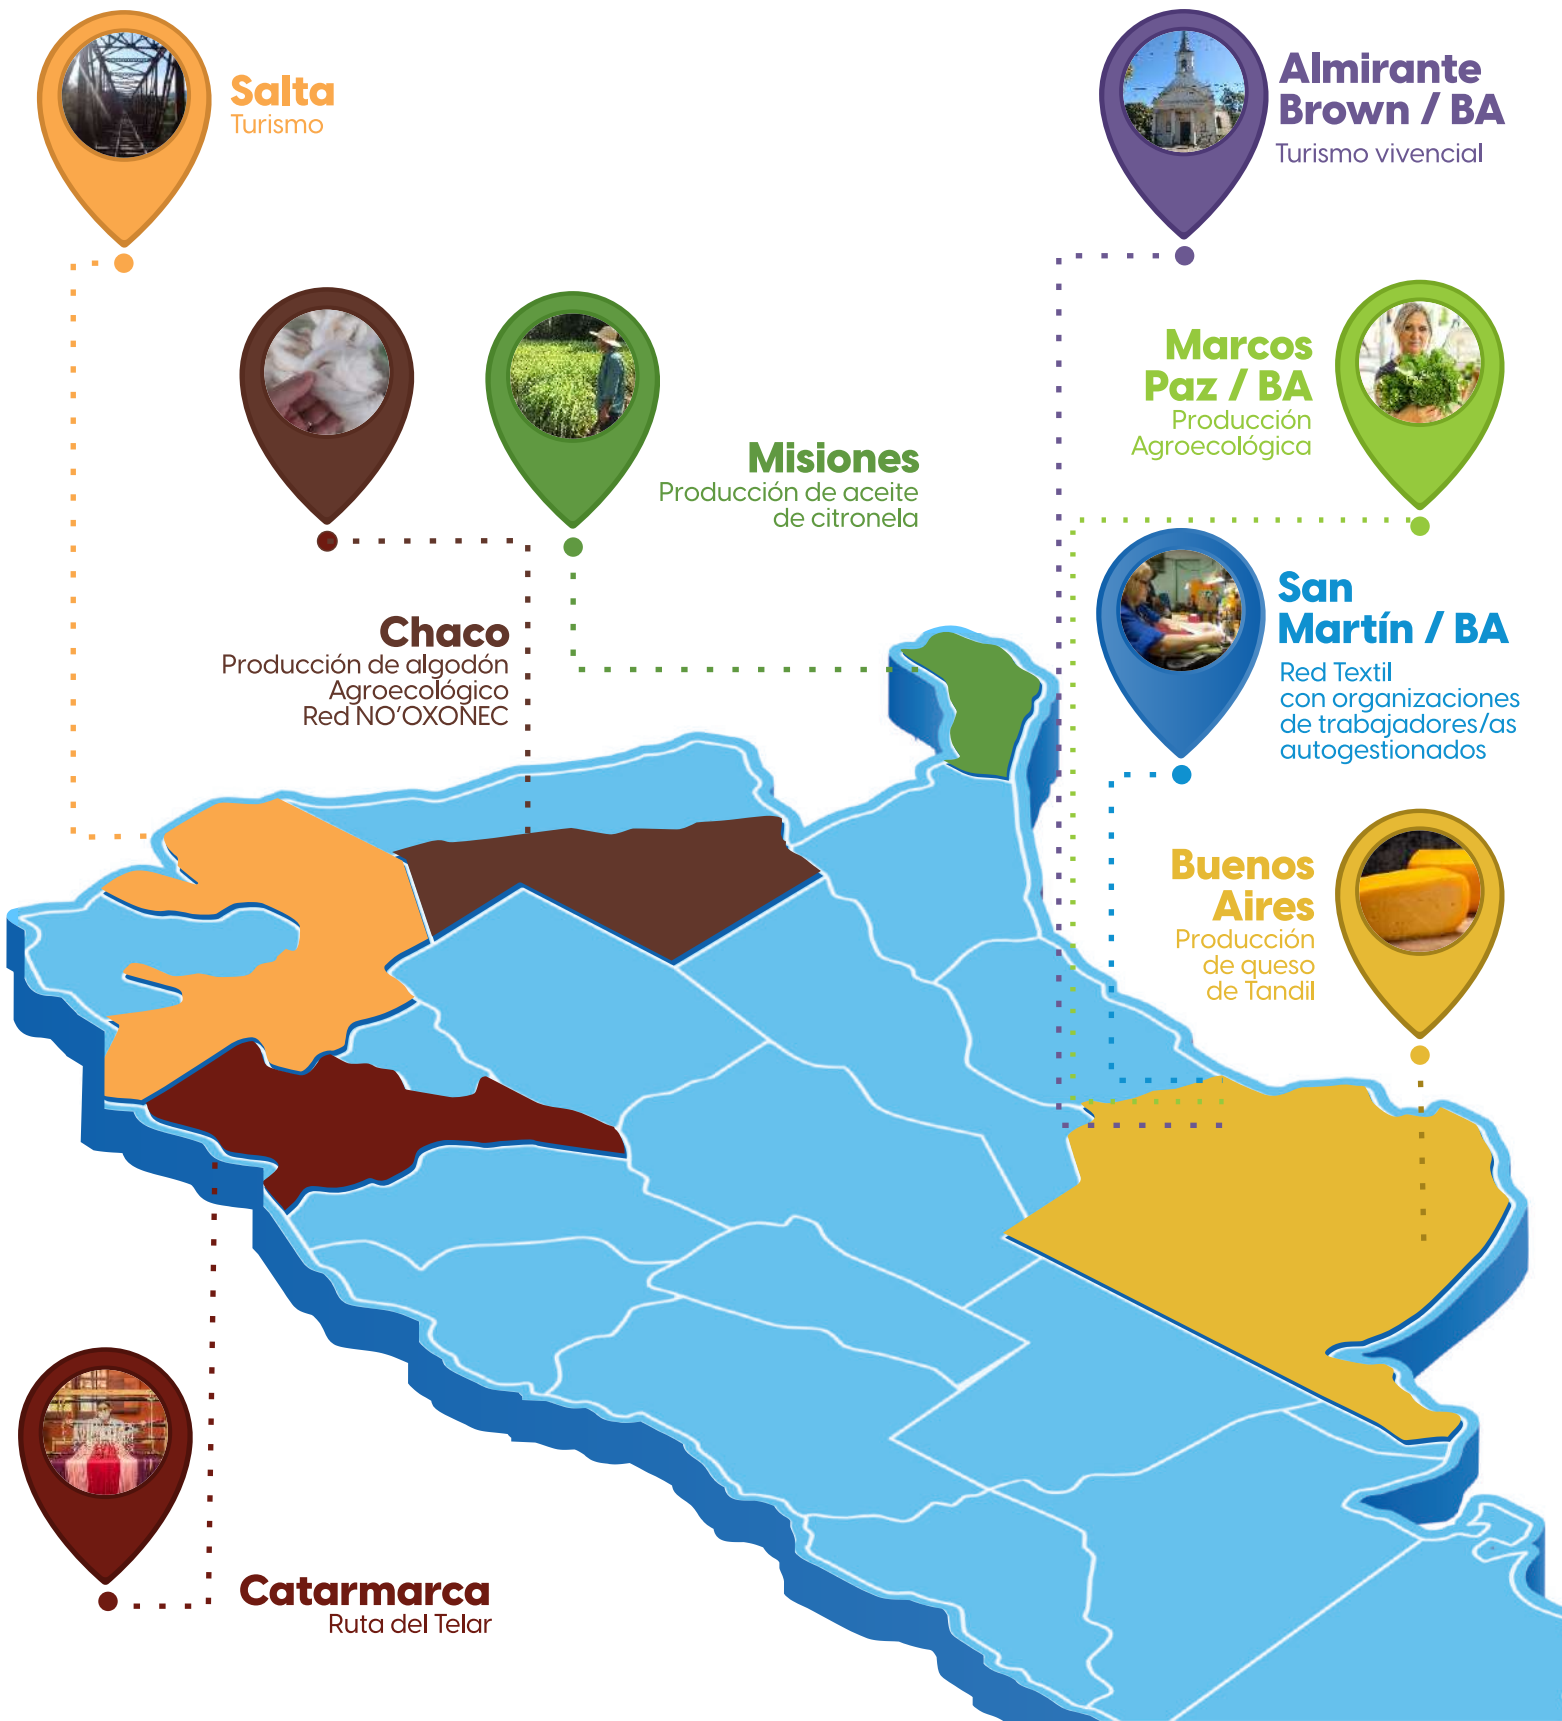 Salta
Turismo
Almirante
Brown / BA
Turismo vivencial
Marcos
Paz / BA
Producción
Agroecológica
Misiones
Producción de aceite
de citronela
San
Martín / BA
Red Textil
con organizaciones
de trabajadores/as
autogestionados
Chaco
Producción de algodón
Agroecológico
Red NO'OXONEC
Buenos
Aires
Producción
de queso
de Tandil
Catarmarca
Ruta del Telar